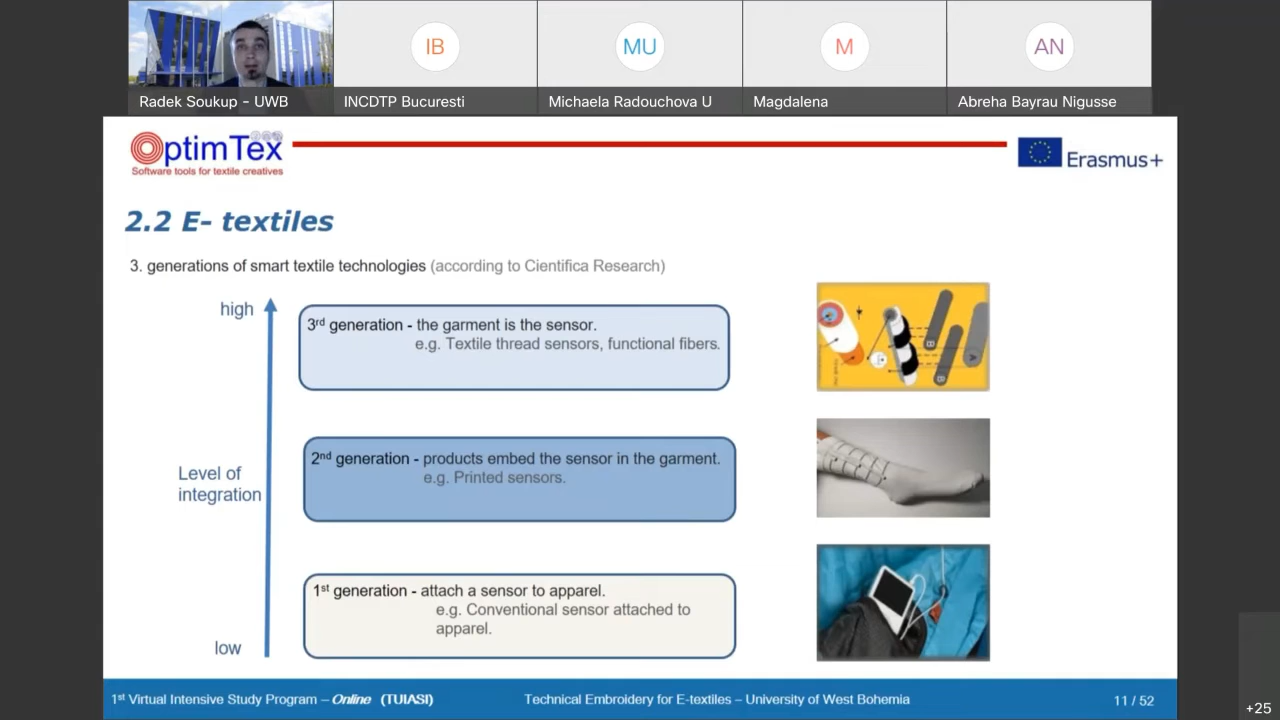 IB
MU
M
AN
Radek Soukup - UWB
INCDTP Bucuresti
Michaela Radouchova U
Magdalena
Abreha Bayrau Nigusse
OptimTex
Software tools for textile creatives
Erasmus+
2.2 E- textiles
3. generations of smart textile technologies (according to Cientifica Research)
high
3rd generation - the garment is the sensor.
e.g. Textile thread sensors, functional fibers.
2nd generation - products embed the sensor in the garment.
e.g. Printed sensors.
Level of
integration
1st generation - attach a sensor to apparel.
e.g. Conventional sensor attached to
apparel.
low
1st Virtual Intensive Study Program – Online (TUIASI)
Technical Embroidery for E-textiles – University of West Bohemia
11 / 52
+25